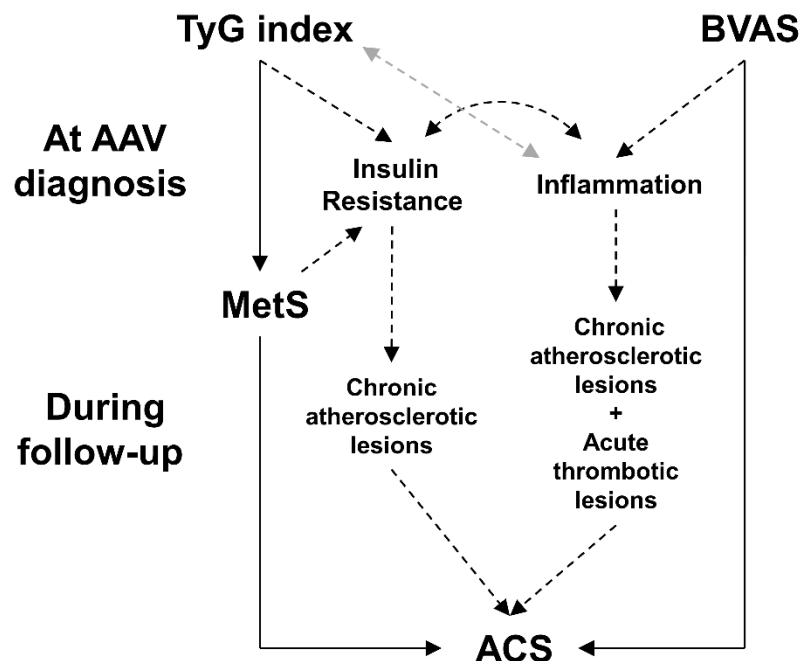 TyG index
BVAS
At AAV
diagnosis
Insulin
Resistance
Inflammation
MetS
Chronic
atherosclerotic
lesions
+
Acute
thrombotic
lesions
During
follow-up
Chronic
atherosclerotic
lesions
ACS